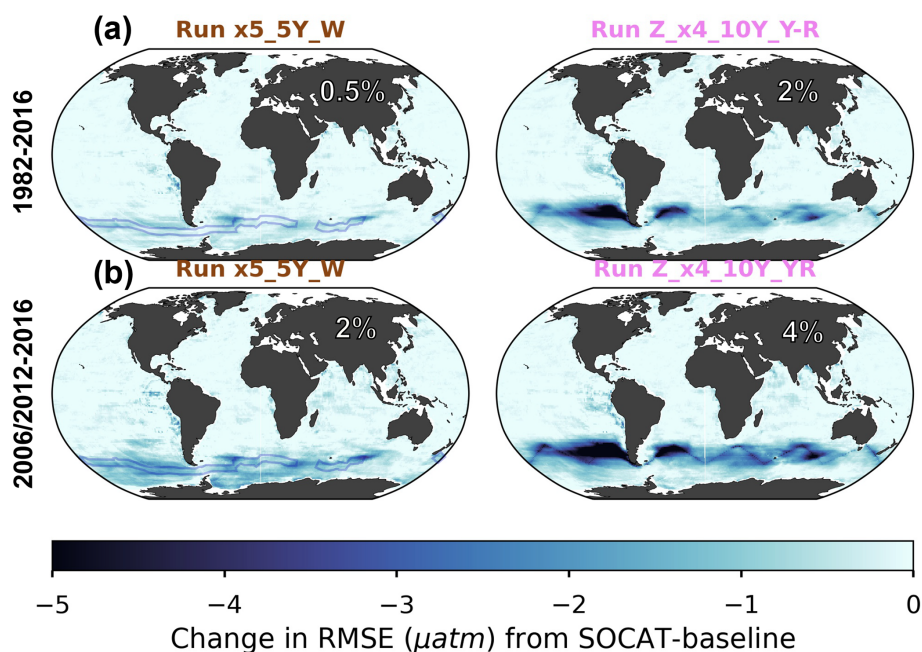 (a)
Run x5_5Y_W
Run Z_x4_10Y_Y-R
1982-2016
0.5%
2%
(b)
Run x5_5Y_W
Run Z_x4_10Y_YR
2006/2012-2016
2%
4%
−5 −4 −3 −2 −1 0
Change in RMSE (μatm) from SOCAT-baseline